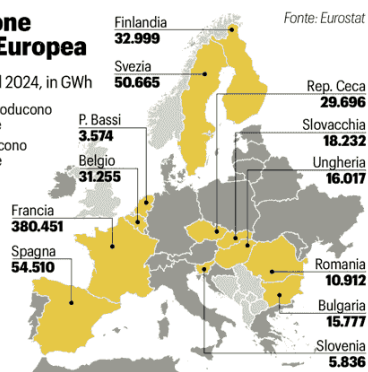 one
Europea
l 2024, in GWh
oducono
e
cono
e
Fonte: Eurostat
Finlandia
32.999
Svezia
50.665
Rep. Ceca
29.696
Slovacchia
18.232
Ungheria
16.017
P. Bassi
3.574
Belgio
31.255
Francia
380.451
Spagna
54.510
Romania
10.912
Bulgaria
15.777
Slovenia
5.836